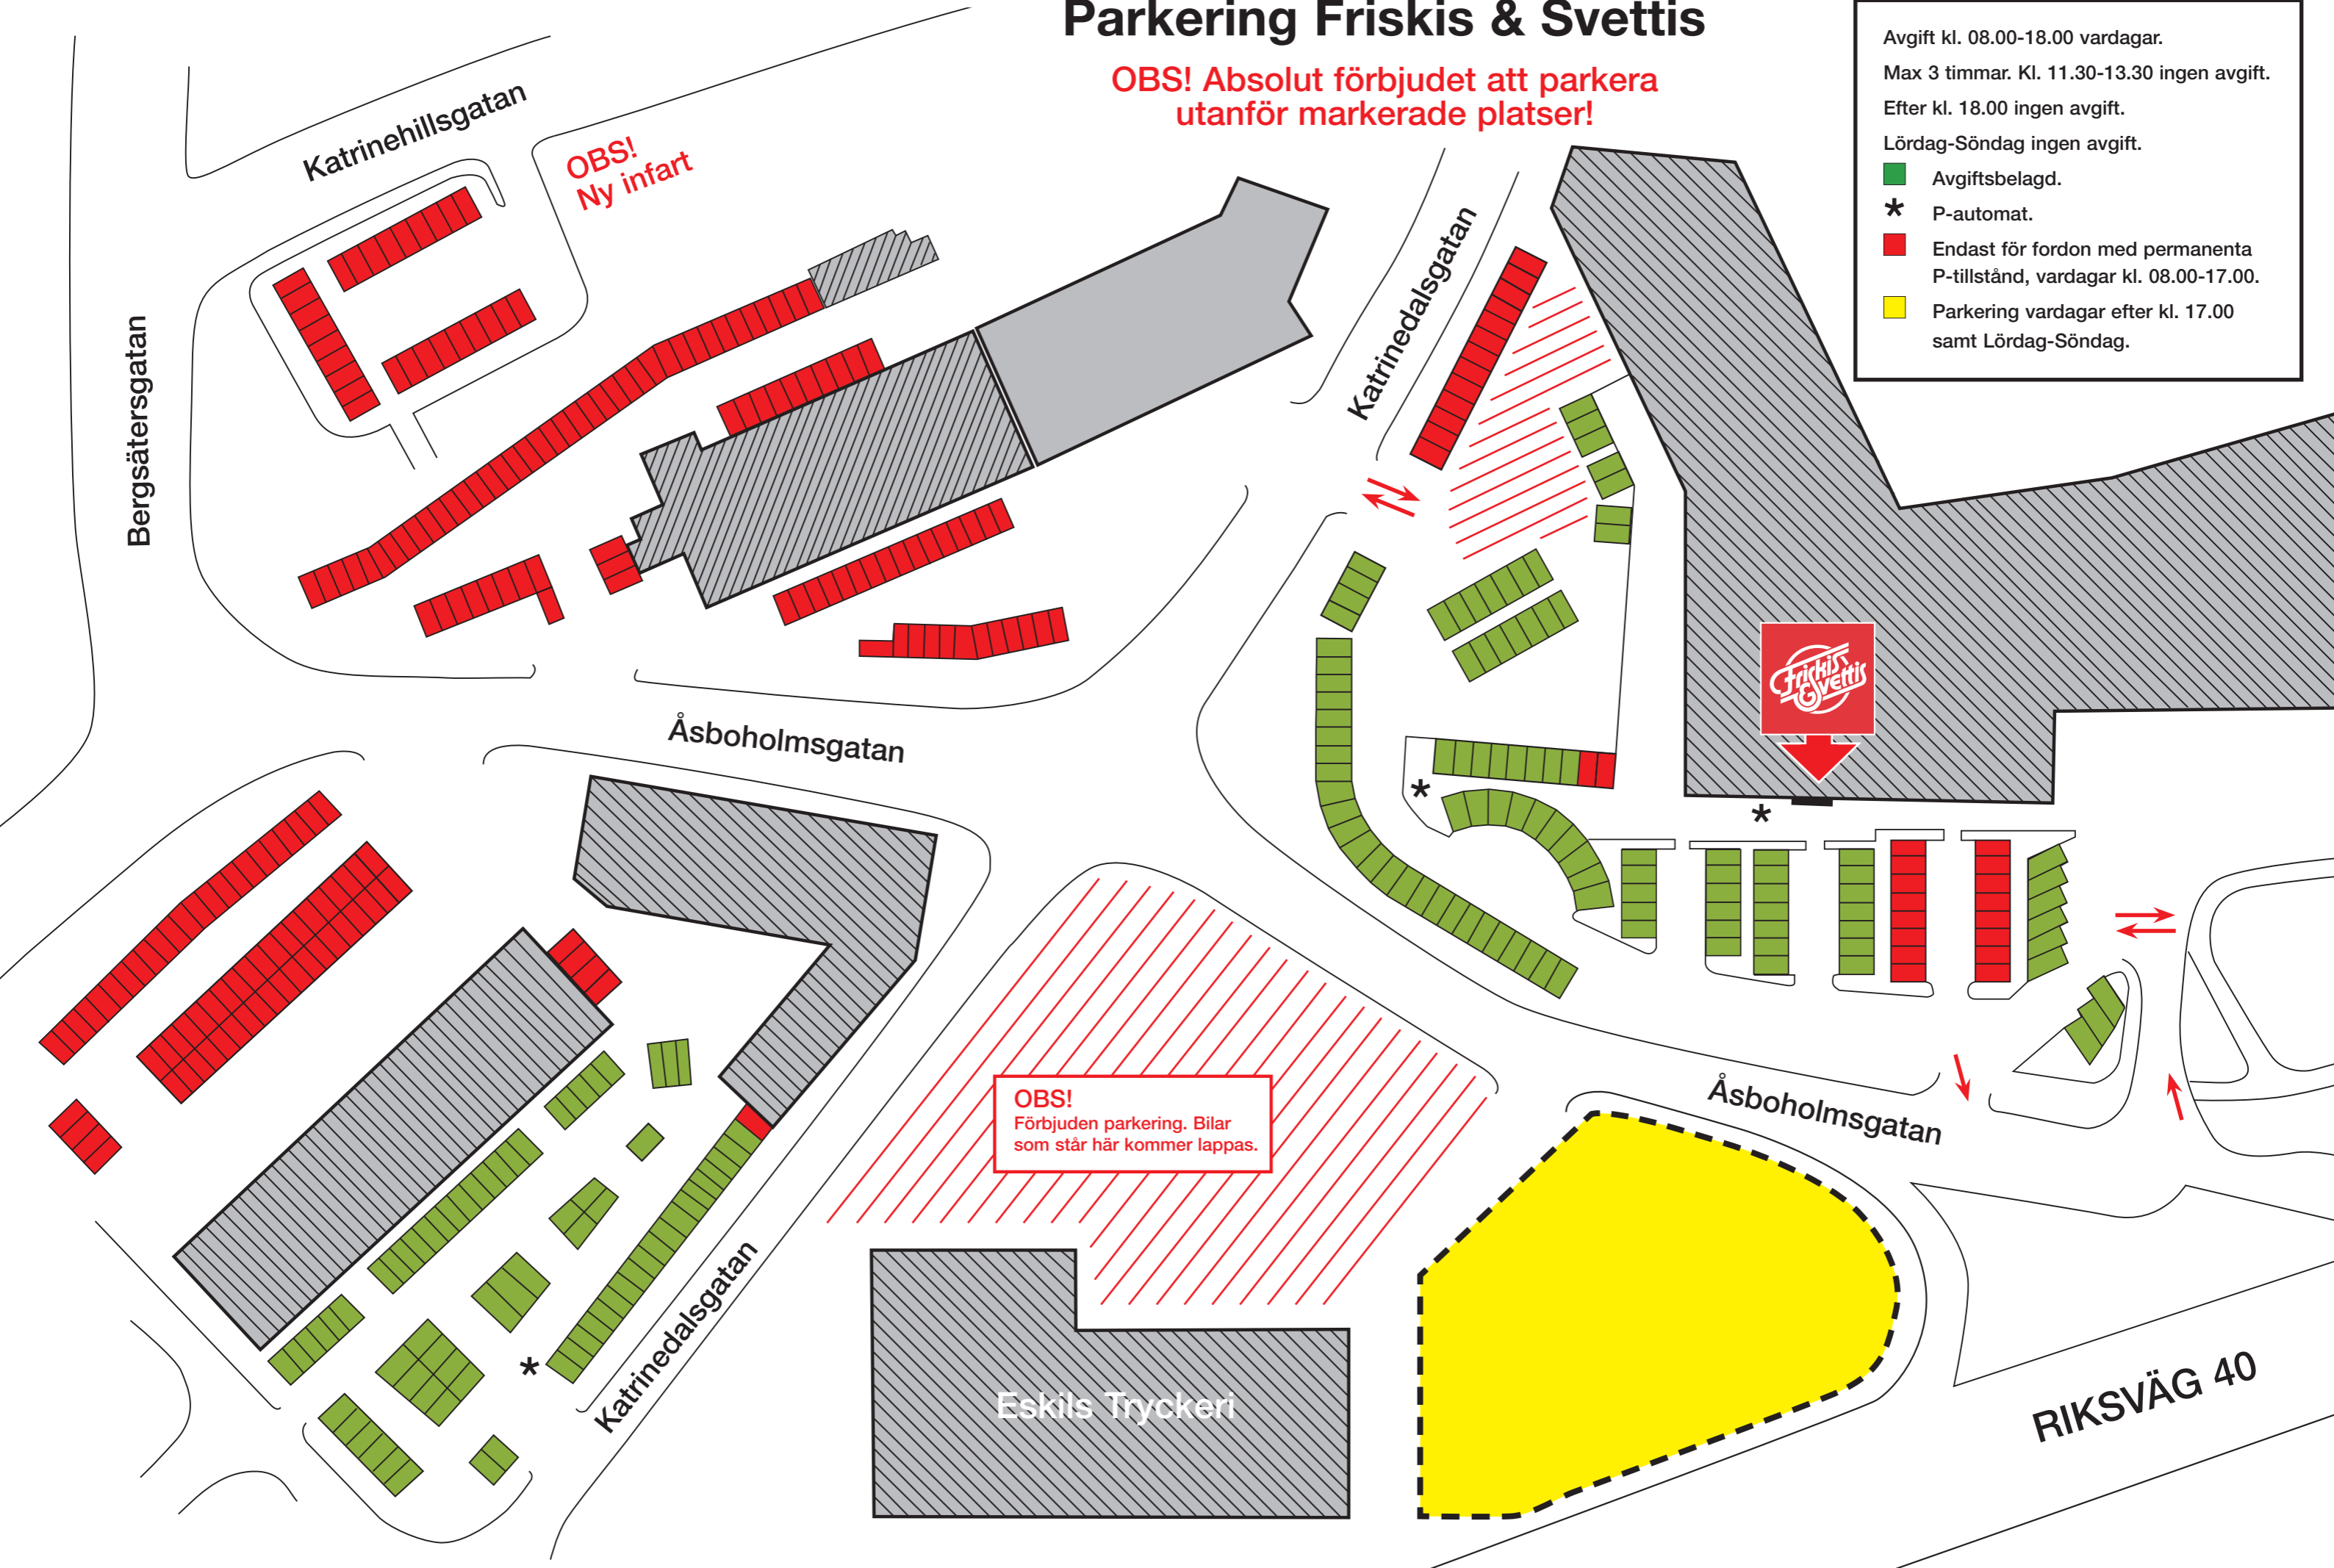 Parkering Friskis & Svettis
OBS! Absolut förbjudet att parkera
utanför markerade platser!
Avgift kl. 08.00-18.00 vardagar.
Max 3 timmar. Kl. 11.30-13.30 ingen avgift.
Efter kl. 18.00 ingen avgift.
Lördag-Söndag ingen avgift.
Avgiftsbelagd.
* P-automat.
Endast för fordon med permanenta
P-tillstånd, vardagar kl. 08.00-17.00.
Parkering vardagar efter kl. 17.00
samt Lördag-Söndag.
Katrinehillsgatan
OBS!
Ny infart
Katrinedalsgatan
Bergsätersgatan
Friskis
&Svettis
Åsboholmsgatan
*
*
OBS!
Förbjuden parkering. Bilar
som står här kommer lappas.
Åsboholmsgatan
Katrinedalsgatan
*
Eskils Tryckeri
RIKSVÄG 40